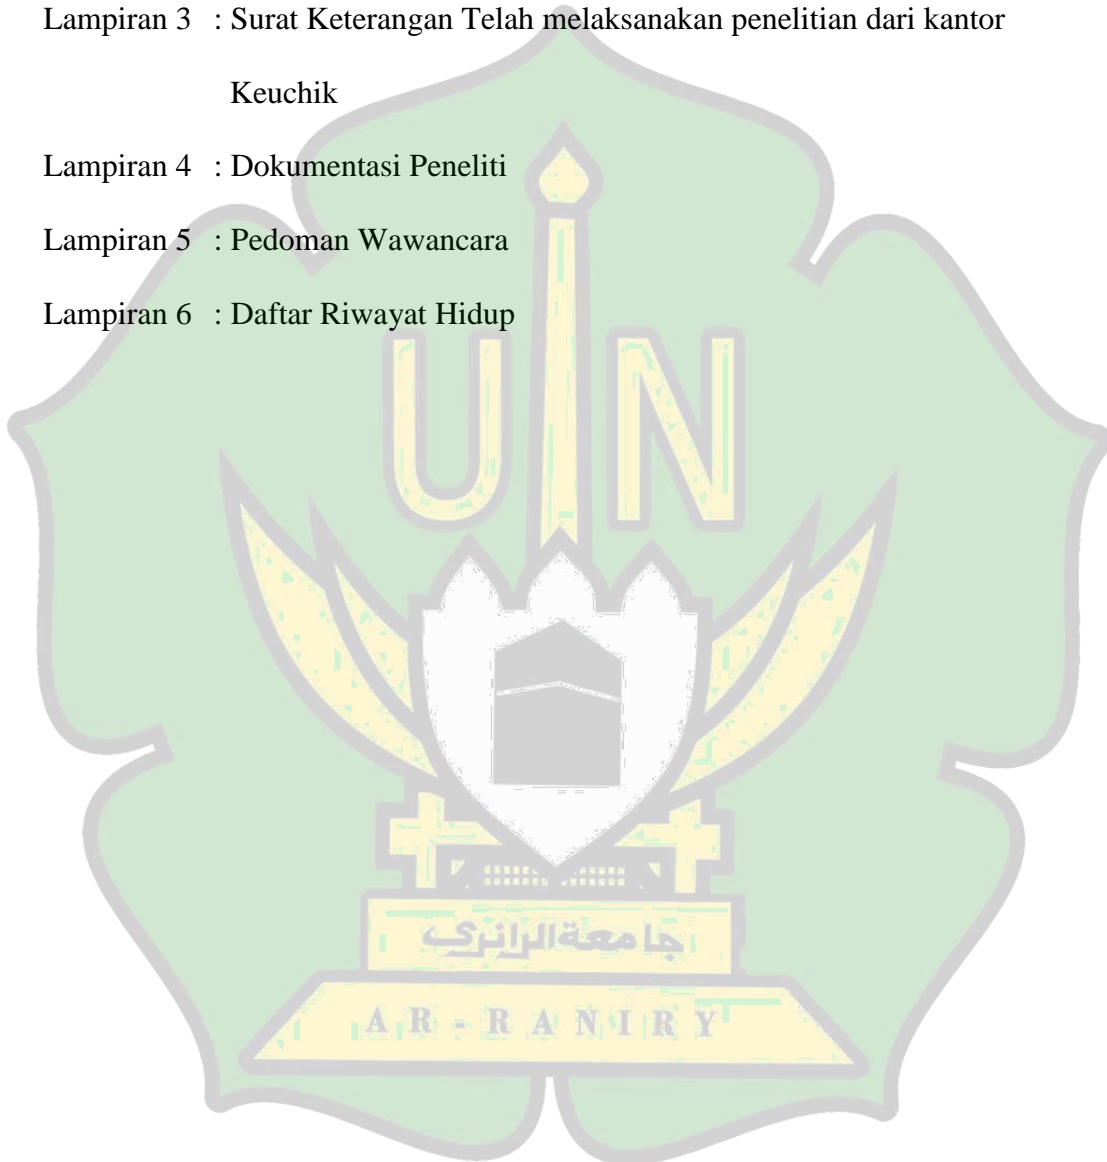 Lampiran 3 : Surat Keterangan Telah melaksanakan penelitian dari kantor
Keuchik
Lampiran 4 : Dokumentasi Peneliti
Lampiran 5 : Pedoman Wawancara
Lampiran 6 : Daftar Riwayat Hidup
UIN
جامعة الرانري
AR-RANIRY